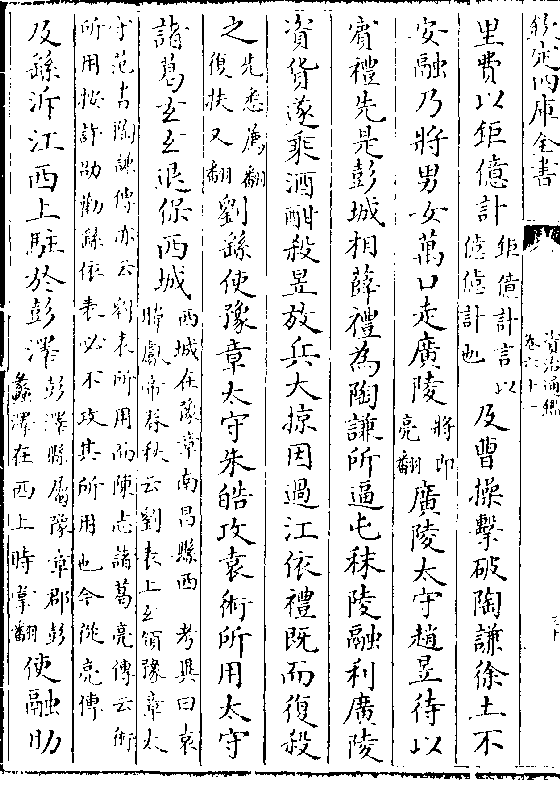 欽定四庫全書
資治通鑑
卷六十一
里費以鉅億計鉅億計言以億億計也及曹操擊破陶謙徐土不
安融乃將男女萬口走廣陵將即亮翻廣陵太守趙昱待以
賓禮先是彭城相薛禮為陶謙所逼屯秣陵融利廣陵
資貨遂乘酒酣殺昱放兵大掠因過江依禮既而復殺
之先悉薦翻復扶又翻劉繇使豫章太守朱皓攻袁術所用太守
諸葛玄玄退保西城西城在豫章南昌縣西考異曰袁暐獻帝春秋云劉表上玄領豫章太
守范書陶謙傳亦云劉表所用而陳志諸葛亮傳云術
所用按許劭勸繇依表必不攻其所用也今從亮傳
及繇泝江西上駐於彭澤彭澤縣屬豫章郡彭蠡澤在西上時掌翻使融助